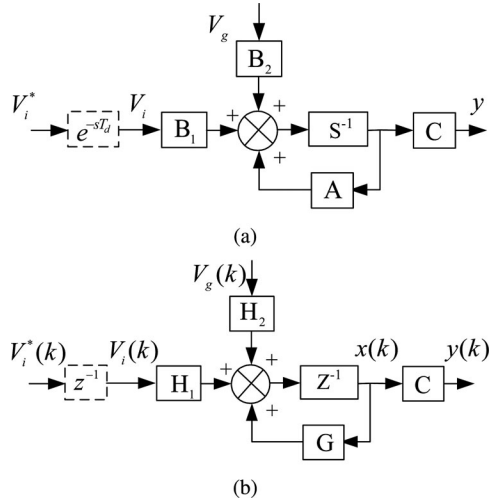 V_g
B_2
V_i^*
e^{-sT_d}
V_i
B_1
+ + +
S^{-1}
C
y
A
(a)
V_g(k)
H_2
V_i^*(k)
z^{-1}
V_i(k)
H_1
+ + +
Z^{-1}
x(k)
C
y(k)
G
(b)